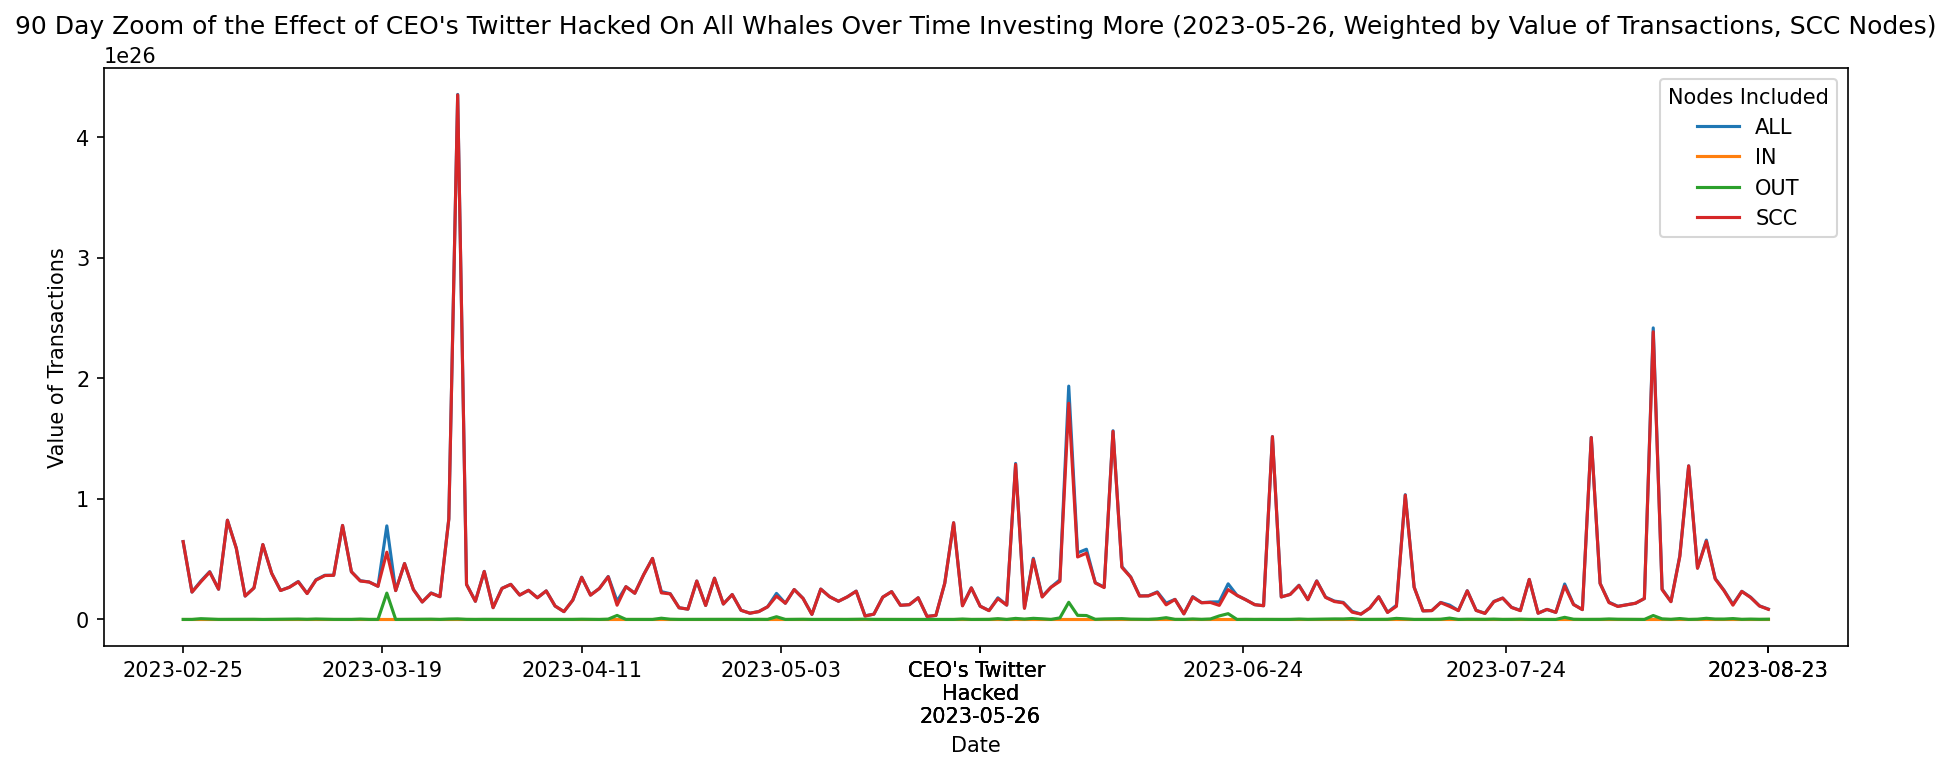 90 Day Zoom of the Effect of CEO's Twitter Hacked On All Whales Over Time Investing More (2023-05-26, Weighted by Value of Transactions, SCC Nodes)
1e26
Nodes Included
ALL
IN
OUT
SCC
4
3
2
1
0
Value of Transactions
2023-02-25
2023-03-19
2023-04-11
2023-05-03
CEO's Twitter
Hacked
2023-05-26
2023-06-24
2023-07-24
2023-08-23
Date